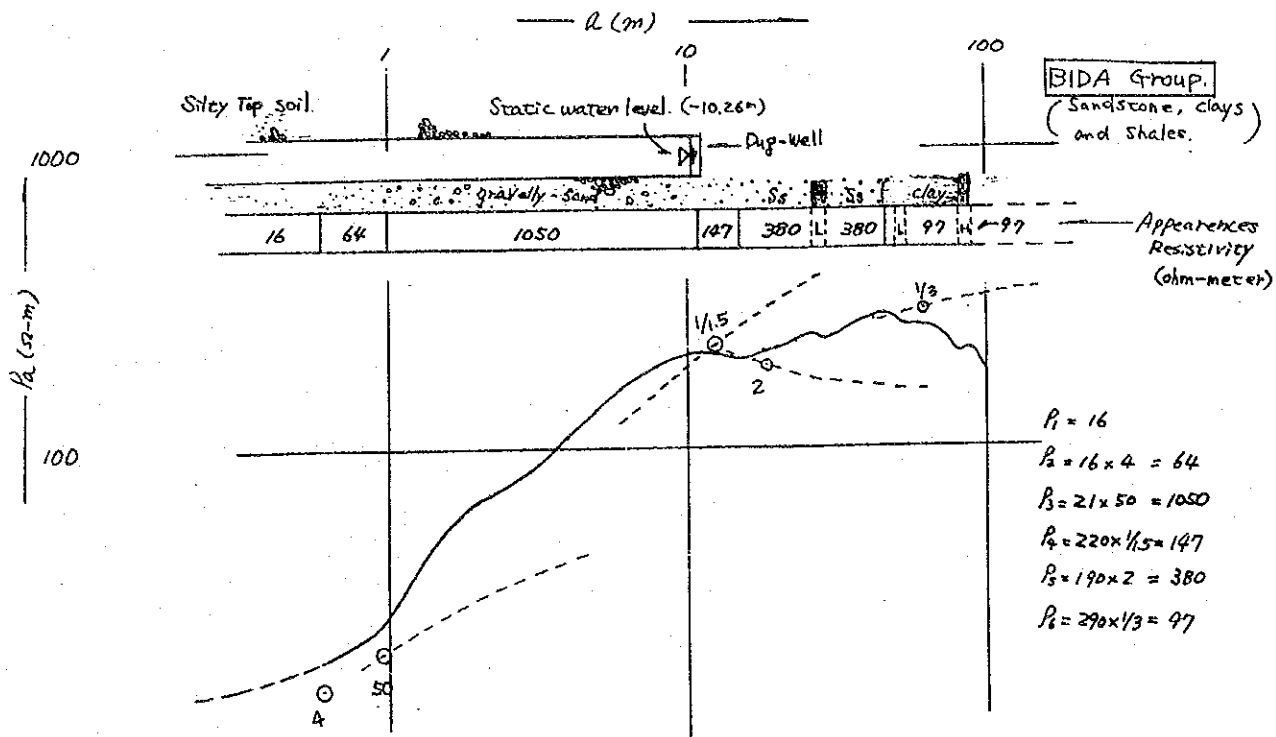 a (m)
1
10
100
BIDA Group.
(Sandstone, clays
and shales.)
Silty Top soil.
Static water level. (-10.26m)
Dug-Well
1000
gravelly-sand
Ss
Ss
clay
16
64
1050
147
380
L
380
L
97
H
97
Appearences
Resistivity
(ohm-meter)
ρa (Ω-m)
1/1.5
1/3
2
100
50
4
ρ1 = 16
ρ2 = 16 x 4 = 64
ρ3 = 21 x 50 = 1050
ρ4 = 220 x 1/1.5 = 147
ρ5 = 190 x 2 = 380
ρ6 = 290 x 1/3 = 97